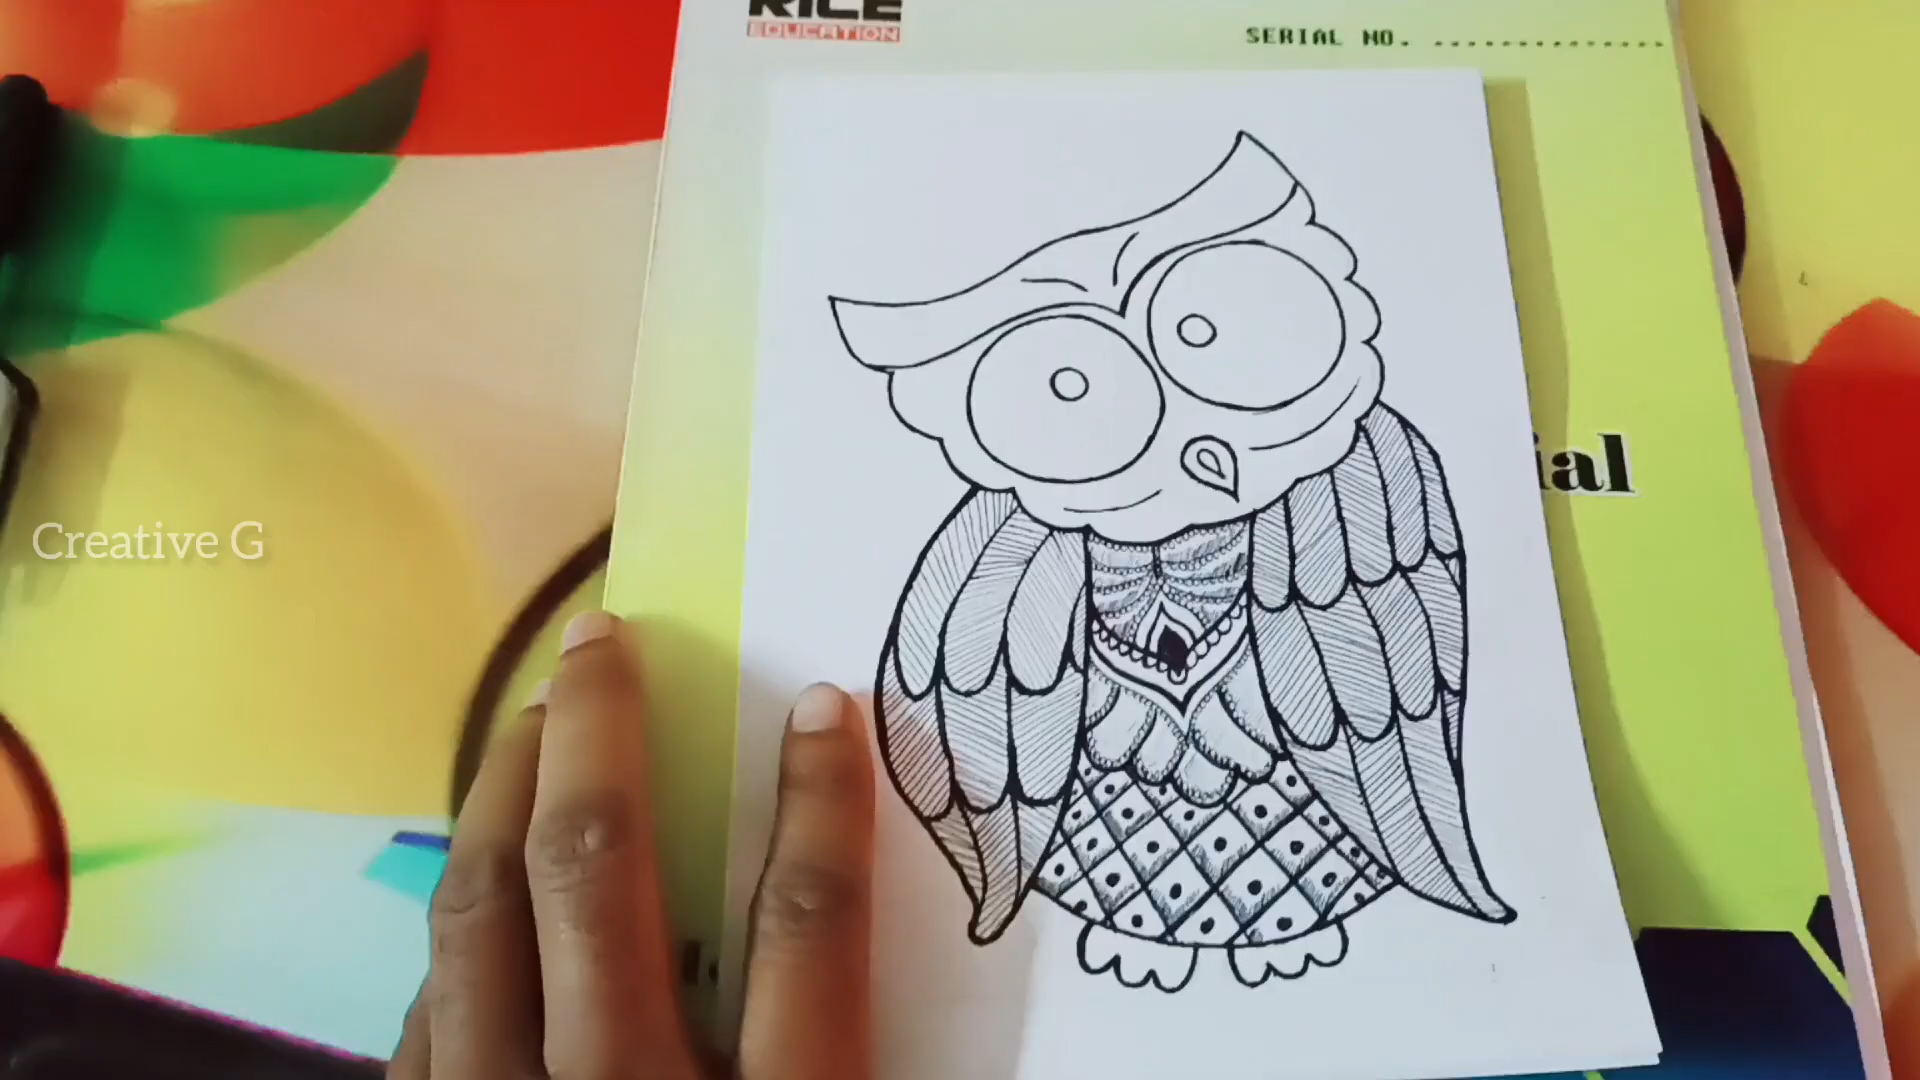 RICE
EDUCATION
SERIAL NO. ..............
ial
Creative G